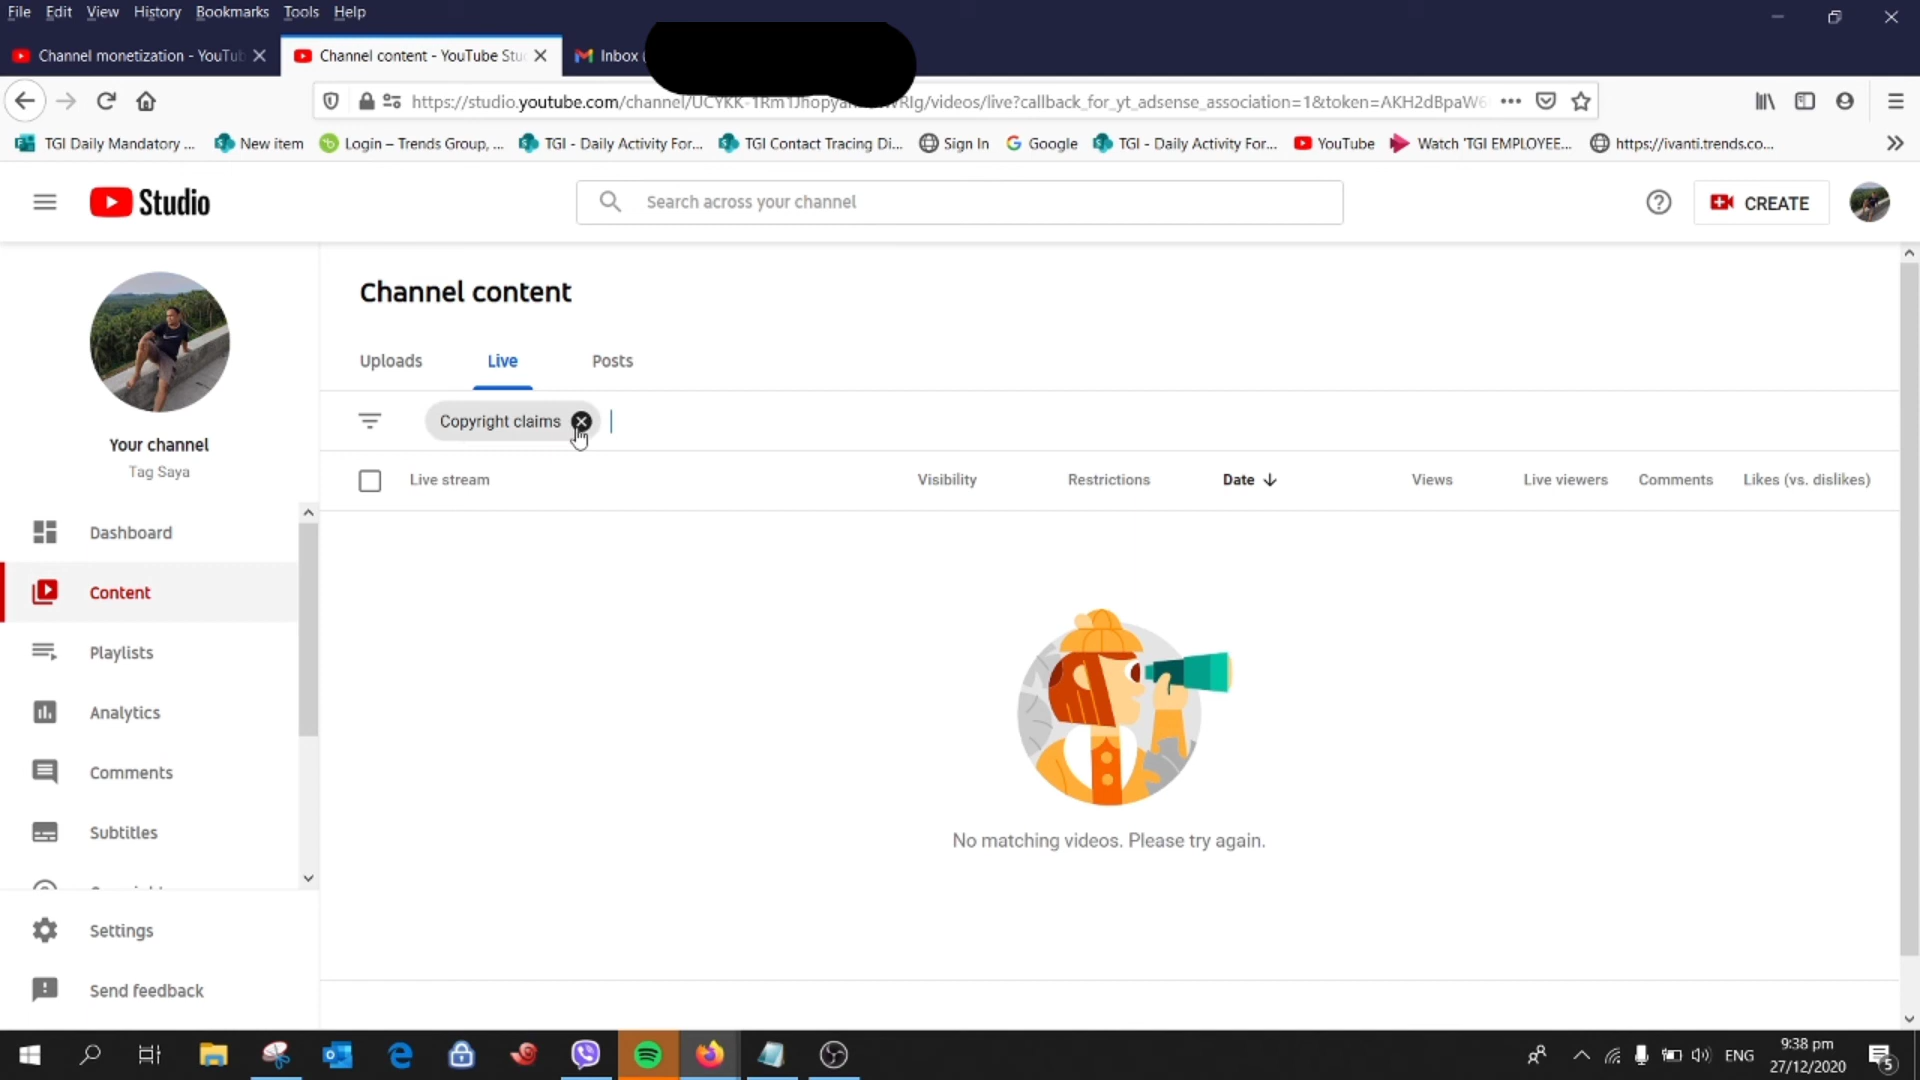 File Edit View History Bookmarks Tools Help
Channel monetization - YouTub
Channel content - YouTube Stu
Inbox (
https://studio.youtube.com/channel/UCYKK-1Rm1Jhopya
RIg/videos/live?callback_for_yt_adsense_association=1&token=AKH2dBpaW6
TGI Daily Mandatory ... New item Login – Trends Group, ... TGI - Daily Activity For... TGI Contact Tracing Di... Sign In Google TGI - Daily Activity For... YouTube Watch 'TGI EMPLOYEE... https://ivanti.trends.co...
Studio
Search across your channel
CREATE
Channel content
Uploads Live Posts
Copyright claims
Live stream Visibility Restrictions Date Views Live viewers Comments Likes (vs. dislikes)
No matching videos. Please try again.
Your channel
Tag Saya
Dashboard
Content
Playlists
Analytics
Comments
Subtitles
Settings
Send feedback
ENG
9:38 pm
27/12/2020
5